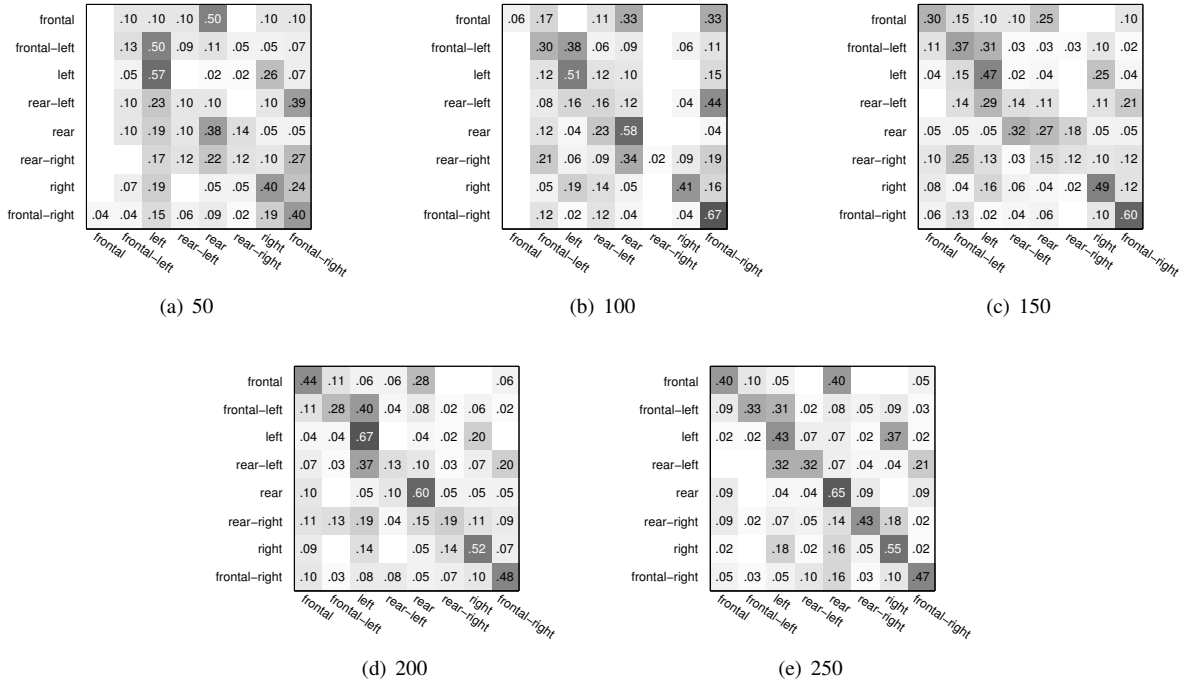 frontal .10 .10 .10 .50 .10 .10
frontal−left .13 .50 .09 .11 .05 .05 .07
left .05 .57 .02 .02 .26 .07
rear−left .10 .23 .10 .10 .10 .39
rear .10 .19 .10 .38 .14 .05 .05
rear−right .17 .12 .22 .12 .10 .27
right .07 .19 .05 .05 .40 .24
frontal−right .04 .04 .15 .06 .09 .02 .19 .40
frontal frontal−left left rear−left rear rear−right right frontal−right
(a) 50
frontal .06 .17 .11 .33 .33
frontal−left .30 .38 .06 .09 .06 .11
left .12 .51 .12 .10 .15
rear−left .08 .16 .16 .12 .04 .44
rear .12 .04 .23 .58 .04
rear−right .21 .06 .09 .34 .02 .09 .19
right .05 .19 .14 .05 .41 .16
frontal−right .12 .02 .12 .04 .04 .67
frontal frontal−left left rear−left rear rear−right right frontal−right
(b) 100
frontal .30 .15 .10 .10 .25 .10
frontal−left .11 .37 .31 .03 .03 .03 .10 .02
left .04 .15 .47 .02 .04 .25 .04
rear−left .14 .29 .14 .11 .11 .21
rear .05 .05 .05 .32 .27 .18 .05 .05
rear−right .10 .25 .13 .03 .15 .12 .10 .12
right .08 .04 .16 .06 .04 .02 .49 .12
frontal−right .06 .13 .02 .04 .06 .10 .60
frontal frontal−left left rear−left rear rear−right right frontal−right
(c) 150
frontal .44 .11 .06 .06 .28 .06
frontal−left .11 .28 .40 .04 .08 .02 .06 .02
left .04 .04 .67 .04 .02 .20
rear−left .07 .03 .37 .13 .10 .03 .07 .20
rear .10 .05 .10 .60 .05 .05 .05
rear−right .11 .13 .19 .04 .15 .19 .11 .09
right .09 .14 .05 .14 .52 .07
frontal−right .10 .03 .08 .08 .05 .07 .10 .48
frontal frontal−left left rear−left rear rear−right right frontal−right
(d) 200
frontal .40 .10 .05 .40 .05
frontal−left .09 .33 .31 .02 .08 .05 .09 .03
left .02 .02 .43 .07 .07 .02 .37 .02
rear−left .32 .32 .07 .04 .04 .21
rear .09 .04 .04 .65 .09 .09
rear−right .09 .02 .07 .05 .14 .43 .18 .02
right .02 .18 .02 .16 .05 .55 .02
frontal−right .05 .03 .05 .10 .16 .03 .10 .47
frontal frontal−left left rear−left rear rear−right right frontal−right
(e) 250